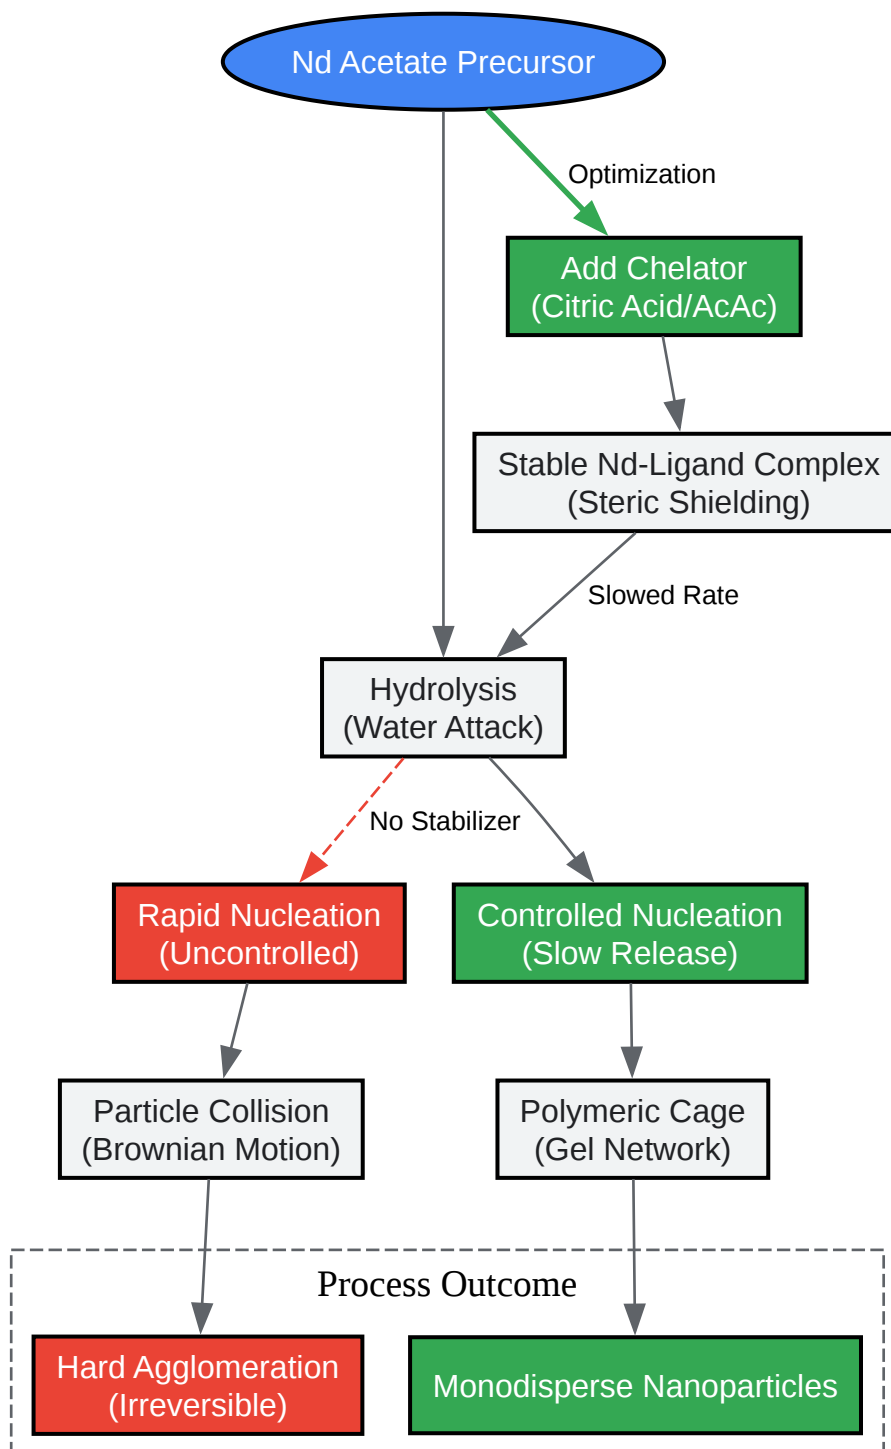 Nd Acetate Precursor
Optimization
Add Chelator
(Citric Acid/AcAc)
Stable Nd-Ligand Complex
(Steric Shielding)
Slowed Rate
Hydrolysis
(Water Attack)
No Stabilizer
Rapid Nucleation
(Uncontrolled)
Controlled Nucleation
(Slow Release)
Particle Collision
(Brownian Motion)
Polymeric Cage
(Gel Network)
Process Outcome
Hard Agglomeration
(Irreversible)
Monodisperse Nanoparticles